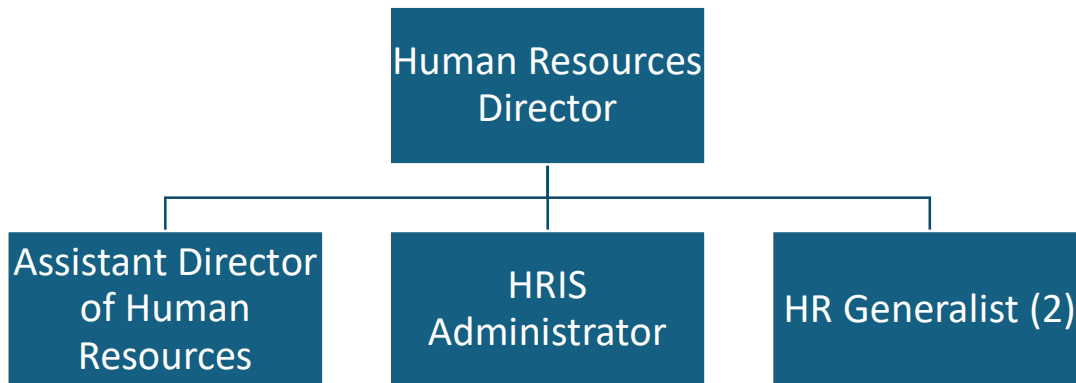 Human Resources
Director
Assistant Director
of Human
Resources
HRIS
Administrator
HR Generalist (2)